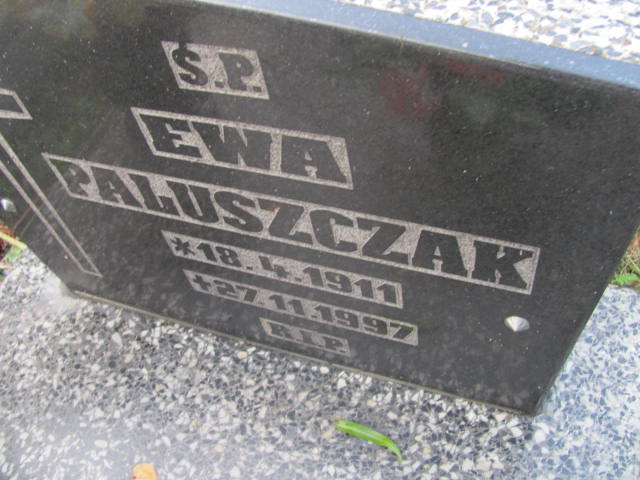 Ś.P.
EWA
PALUSZCZAK
*18.4.1911
+27.11.1997
R.I.P.